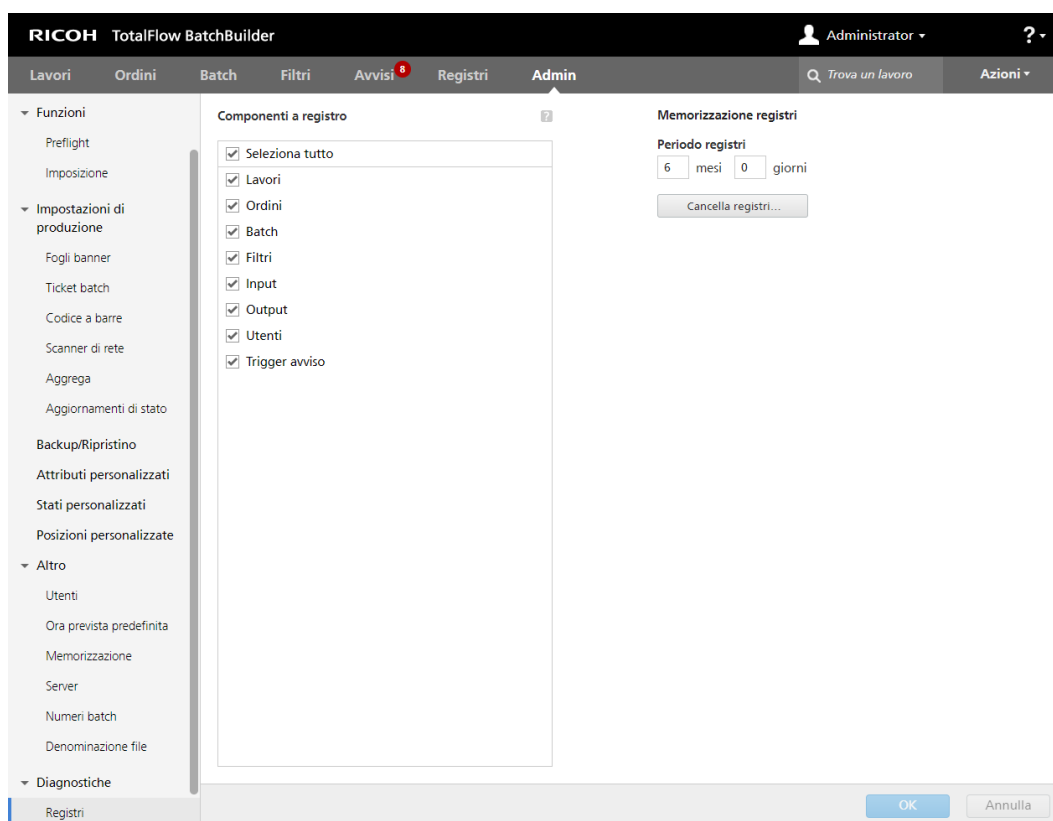 RICOH TotalFlow BatchBuilder
Administrator
?
Lavori Ordini Batch Filtri Avvisi 8 Registri Admin
Trova un lavoro
Azioni
Funzioni
Preflight
Imposizione
Impostazioni di
produzione
Fogli banner
Ticket batch
Codice a barre
Scanner di rete
Aggrega
Aggiornamenti di stato
Backup/Ripristino
Attributi personalizzati
Stati personalizzati
Posizioni personalizzate
Altro
Utenti
Ora prevista predefinita
Memorizzazione
Server
Numeri batch
Denominazione file
Diagnostiche
Registri
Componenti a registro
?
Seleziona tutto
Lavori
Ordini
Batch
Filtri
Input
Output
Utenti
Trigger avviso
Memorizzazione registri
Periodo registri
6 mesi 0 giorni
Cancella registri...
OK
Annulla